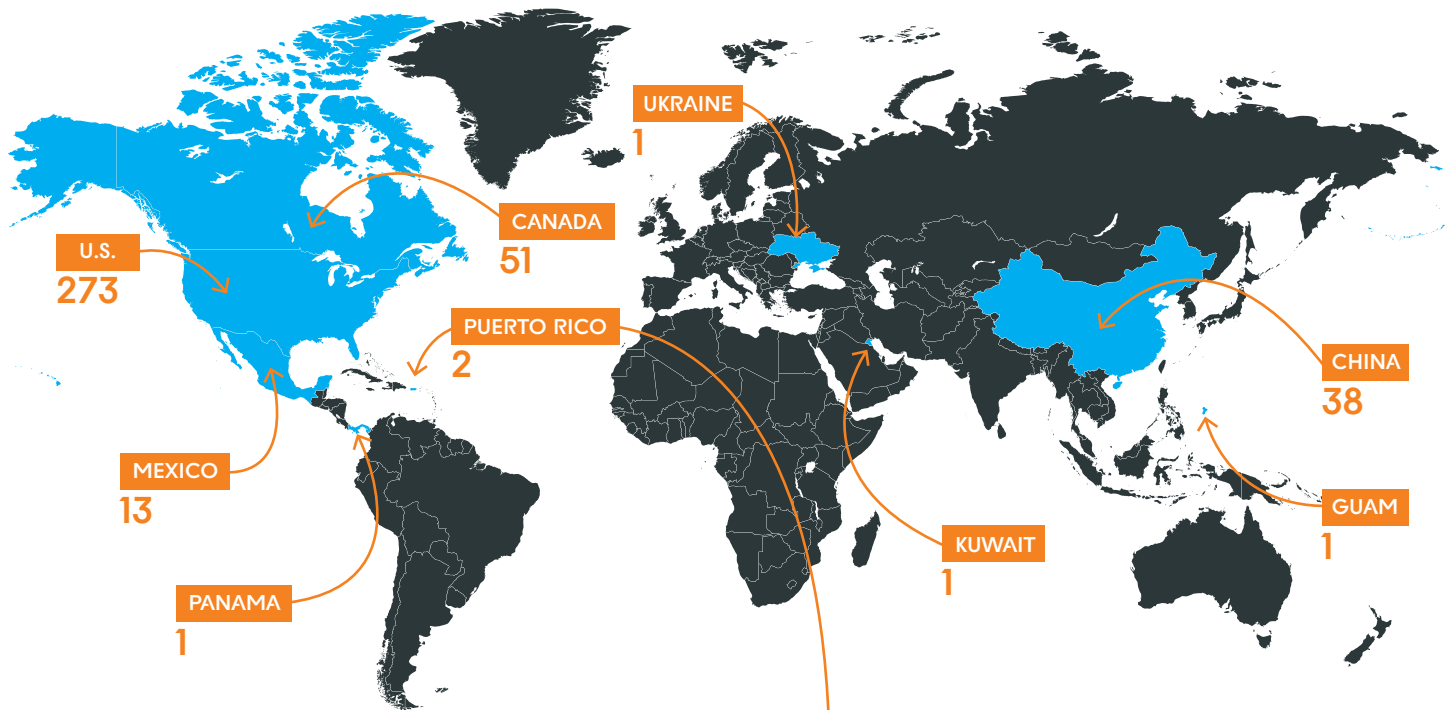 UKRAINE
1
CANADA
51
U.S.
273
PUERTO RICO
2
CHINA
38
MEXICO
13
GUAM
1
KUWAIT
1
PANAMA
1